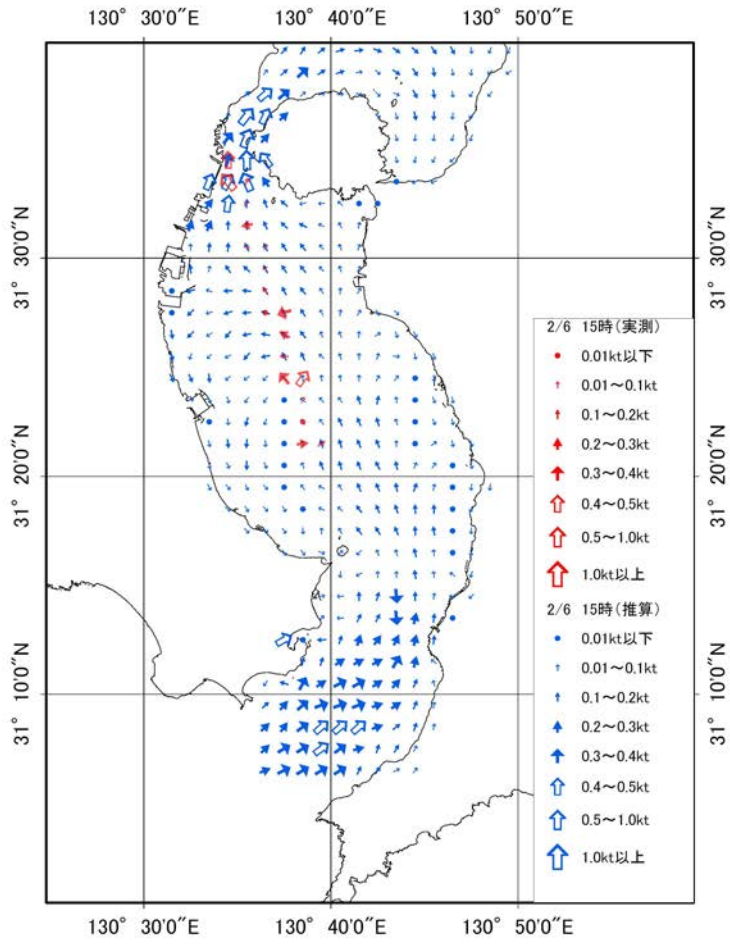 130° 30′0″E 130° 40′0″E 130° 50′0″E
31° 30′0″N
31° 20′0″N
31° 10′0″N
31° 30′0″N
31° 20′0″N
31° 10′0″N
2/6 15時(実測)
0.01kt以下
0.01～0.1kt
0.1～0.2kt
0.2～0.3kt
0.3～0.4kt
0.4～0.5kt
0.5～1.0kt
1.0kt以上
2/6 15時(推算)
0.01kt以下
0.01～0.1kt
0.1～0.2kt
0.2～0.3kt
0.3～0.4kt
0.4～0.5kt
0.5～1.0kt
1.0kt以上
130° 30′0″E 130° 40′0″E 130° 50′0″E